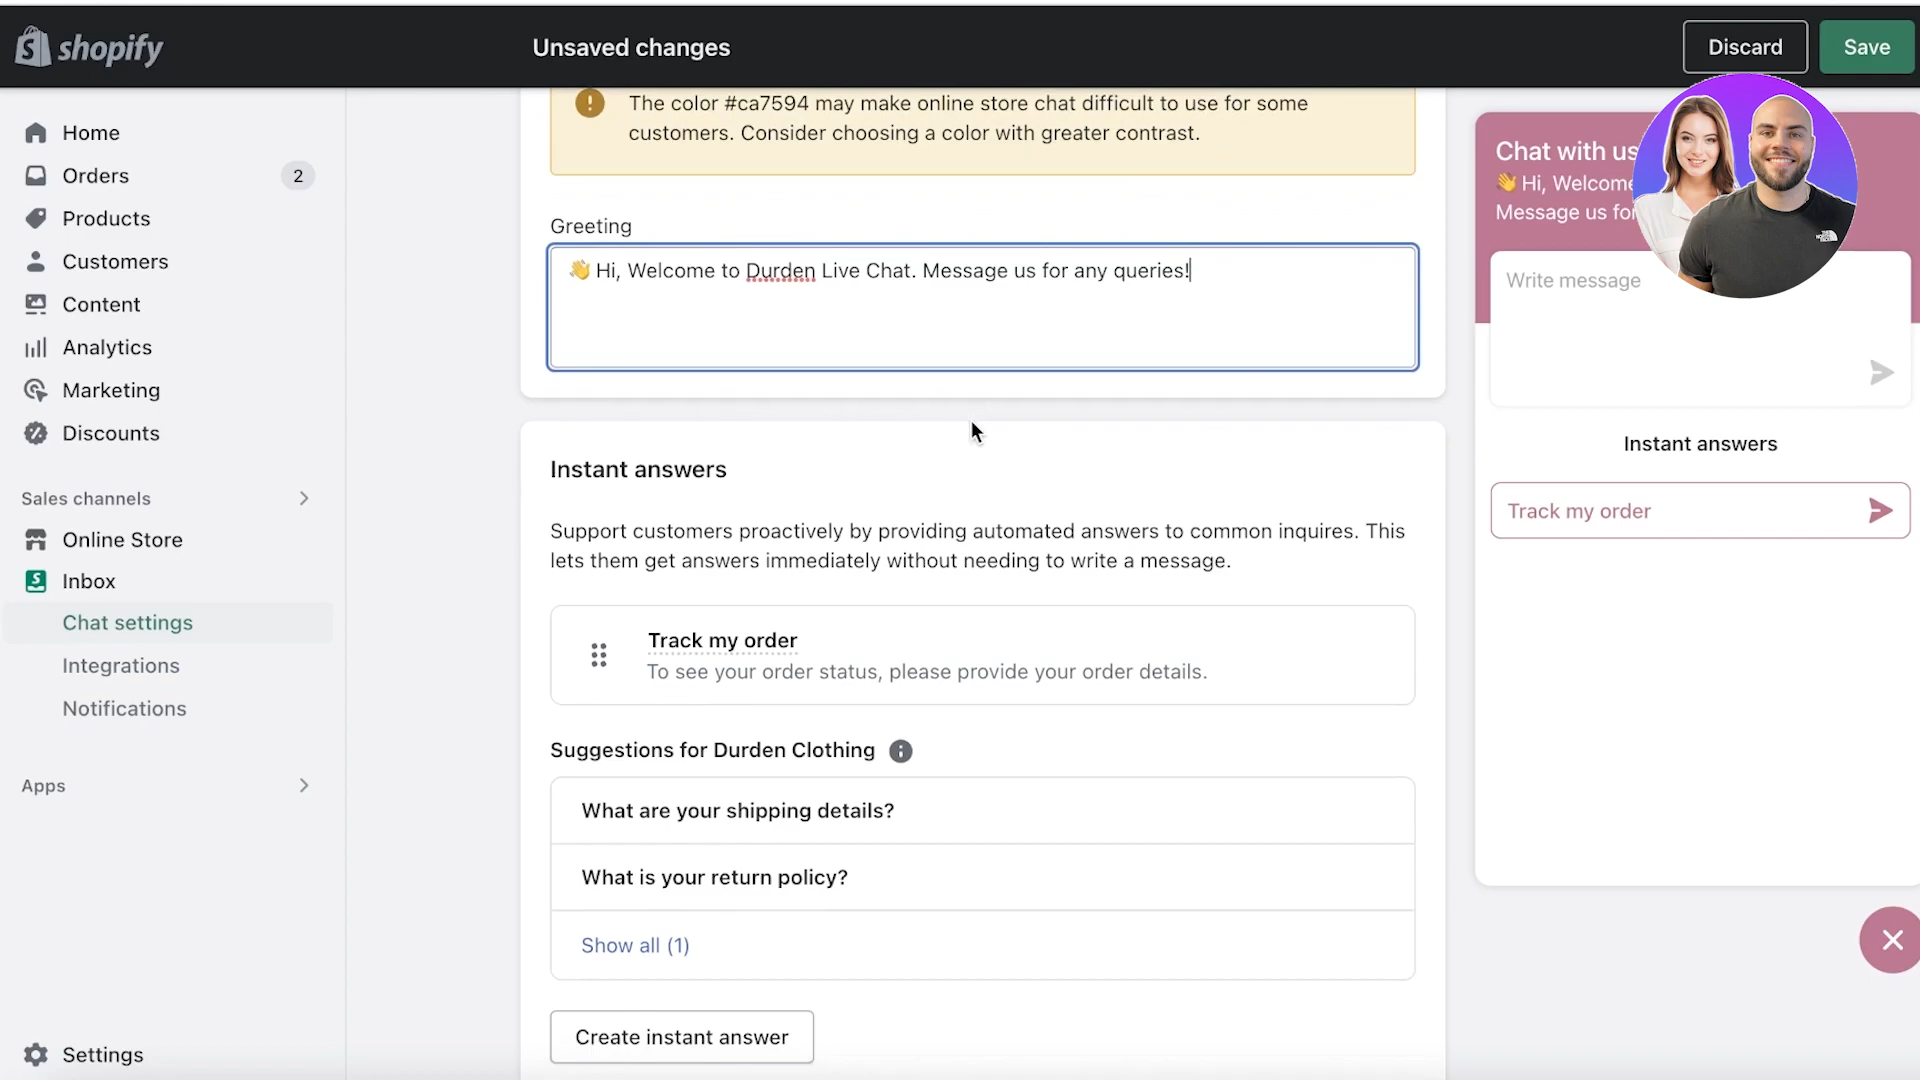 shopify
Unsaved changes
Discard
Save
Home
Orders
2
Products
Customers
Content
Analytics
Marketing
Discounts
Sales channels
Online Store
Inbox
Chat settings
Integrations
Notifications
Apps
Settings
The color #ca7594 may make online store chat difficult to use for some
customers. Consider choosing a color with greater contrast.
Greeting
👋 Hi, Welcome to Durden Live Chat. Message us for any queries!
Instant answers
Support customers proactively by providing automated answers to common inquires. This
lets them get answers immediately without needing to write a message.
Track my order
To see your order status, please provide your order details.
Suggestions for Durden Clothing
What are your shipping details?
What is your return policy?
Show all (1)
Create instant answer
Chat with us
👋 Hi, Welcome
Message us for
Write message
Instant answers
Track my order